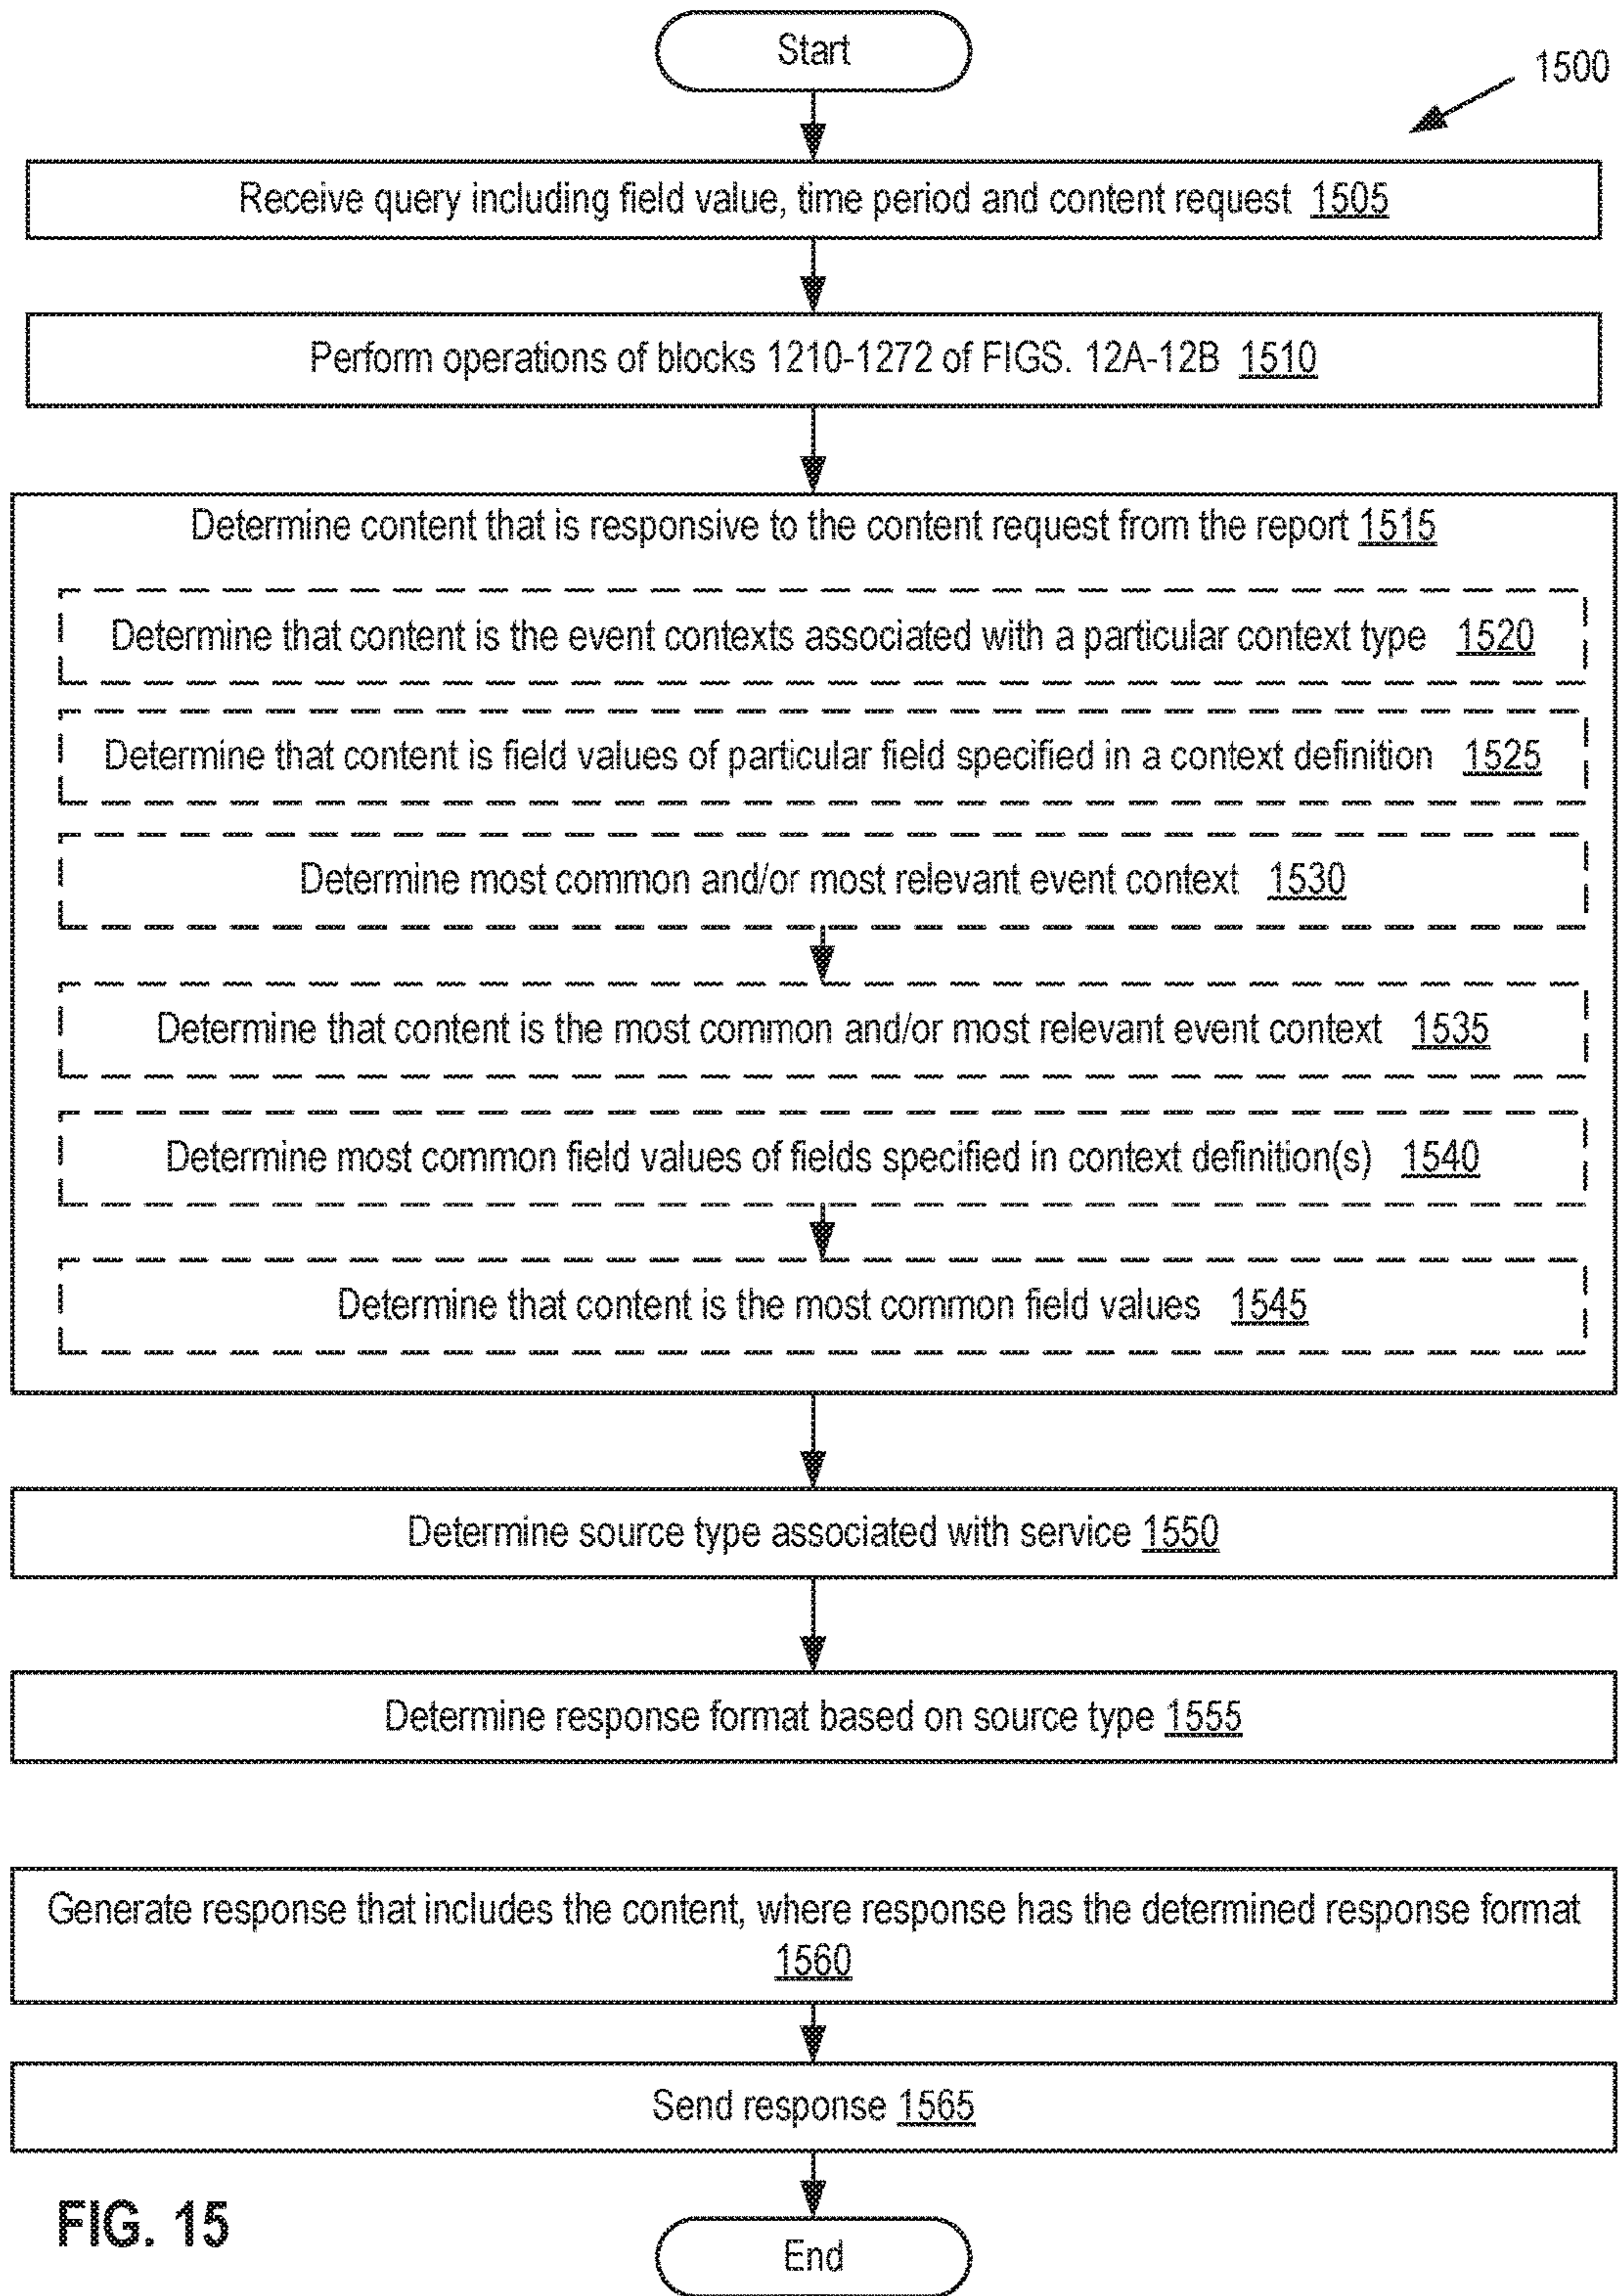 Start
1500
Receive query including field value, time period and content request 1505
Perform operations of blocks 1210-1272 of FIGS. 12A-12B 1510
Determine content that is responsive to the content request from the report 1515
Determine that content is the event contexts associated with a particular context type 1520
Determine that content is field values of particular field specified in a context definition 1525
Determine most common and/or most relevant event context 1530
Determine that content is the most common and/or most relevant event context 1535
Determine most common field values of fields specified in context definition(s) 1540
Determine that content is the most common field values 1545
Determine source type associated with service 1550
Determine response format based on source type 1555
Generate response that includes the content, where response has the determined response format
1560
Send response 1565
FIG. 15
End